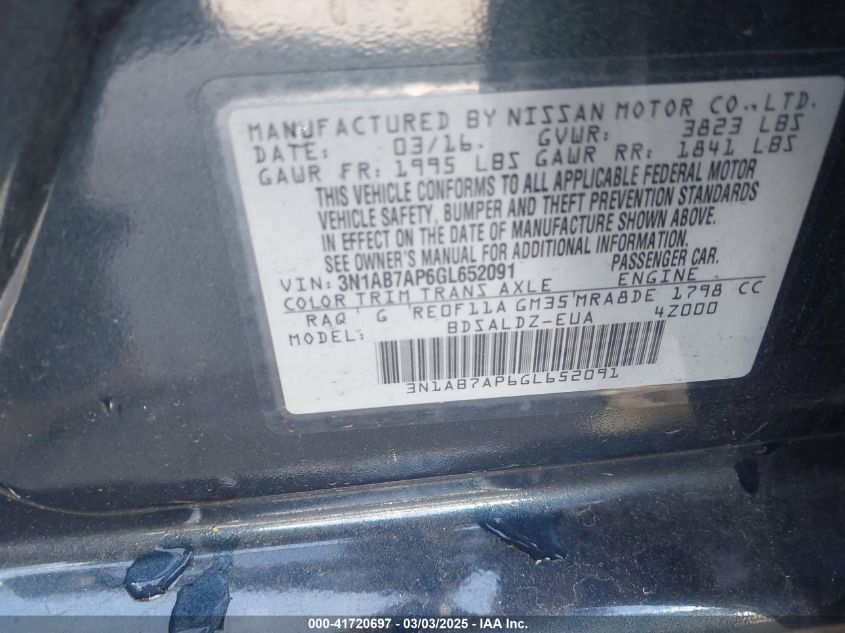 MANUFACTURED BY NISSAN MOTOR CO.,LTD.
DATE: 03/16. GVWR: 3823 LBS
GAWR FR: 1995 LBS GAWR RR: 1841 LBS
THIS VEHICLE CONFORMS TO ALL APPLICABLE FEDERAL MOTOR
VEHICLE SAFETY, BUMPER AND THEFT PREVENTION STANDARDS
IN EFFECT ON THE DATE OF MANUFACTURE SHOWN ABOVE.
SEE OWNER'S MANUAL FOR ADDITIONAL INFORMATION.
VIN: 3N1AB7AP6GL652091 PASSENGER CAR.
COLOR TRIM TRANS AXLE ENGINE
RAQ G RE0F11A GM35 MRA8DE 1798 CC
MODEL: BDSALDZ-EUA 4Z000
3N1AB7AP6GL652091
000-41720697 - 03/03/2025 - IAAI.com